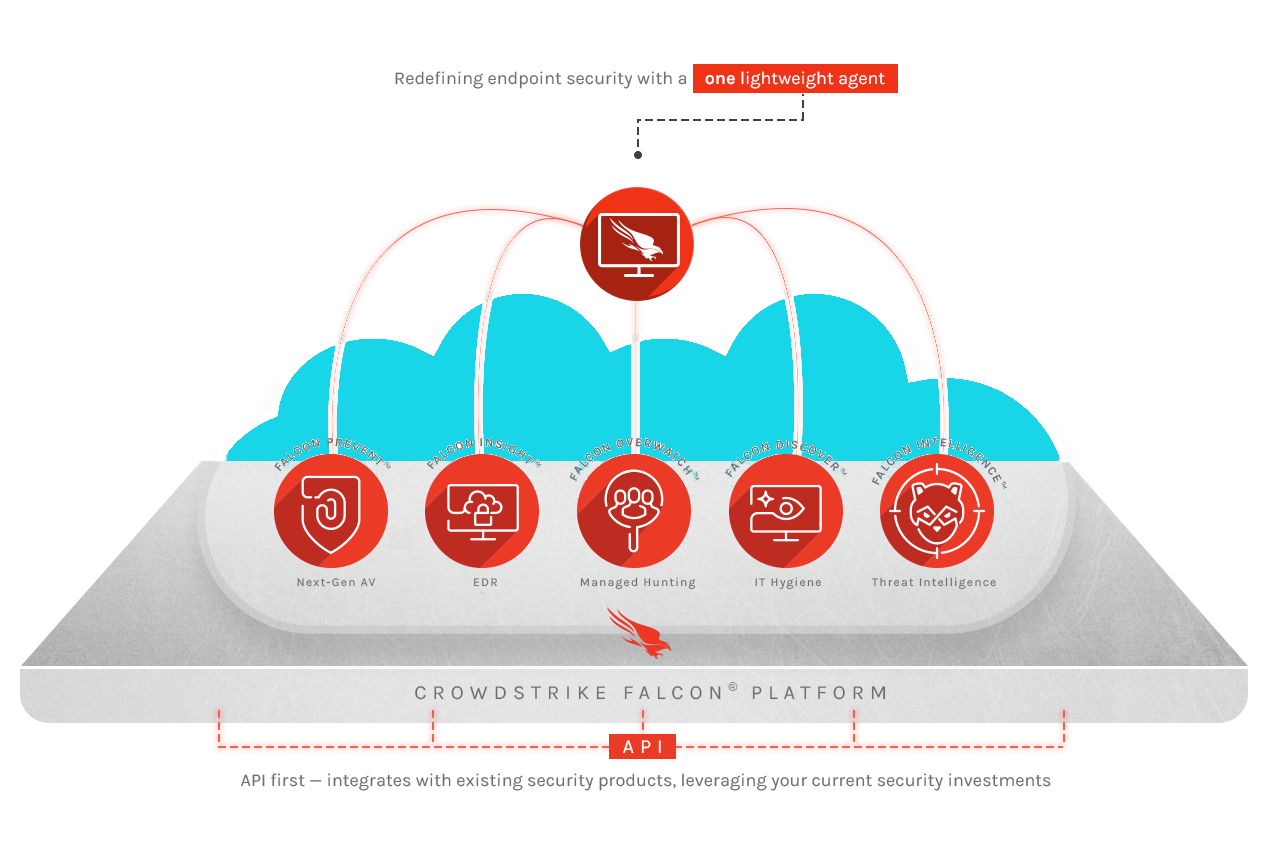 Redefining endpoint security with a one lightweight agent
FALCON PREVENT™
FALCON INSIGHT™
FALCON OVERWATCH™
FALCON DISCOVER™
FALCON INTELLIGENCE™
Next-Gen AV
EDR
Managed Hunting
IT Hygiene
Threat Intelligence
CROWDSTRIKE FALCON® PLATFORM
API
API first — integrates with existing security products, leveraging your current security investments